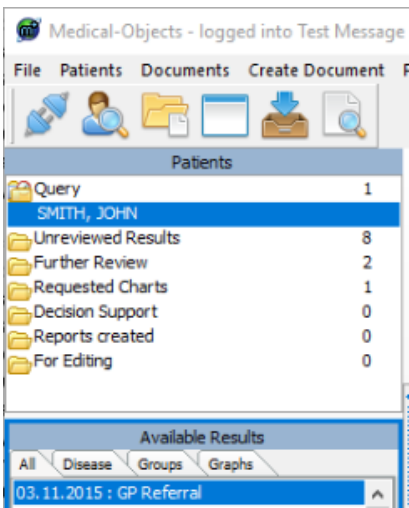 Medical-Objects - logged into Test Message
File Patients Documents Create Document
Patients
Query 1
SMITH, JOHN
Unreviewed Results 8
Further Review 2
Requested Charts 1
Decision Support 0
Reports created 0
For Editing 0
Available Results
All Disease Groups Graphs
03.11.2015 : GP Referral